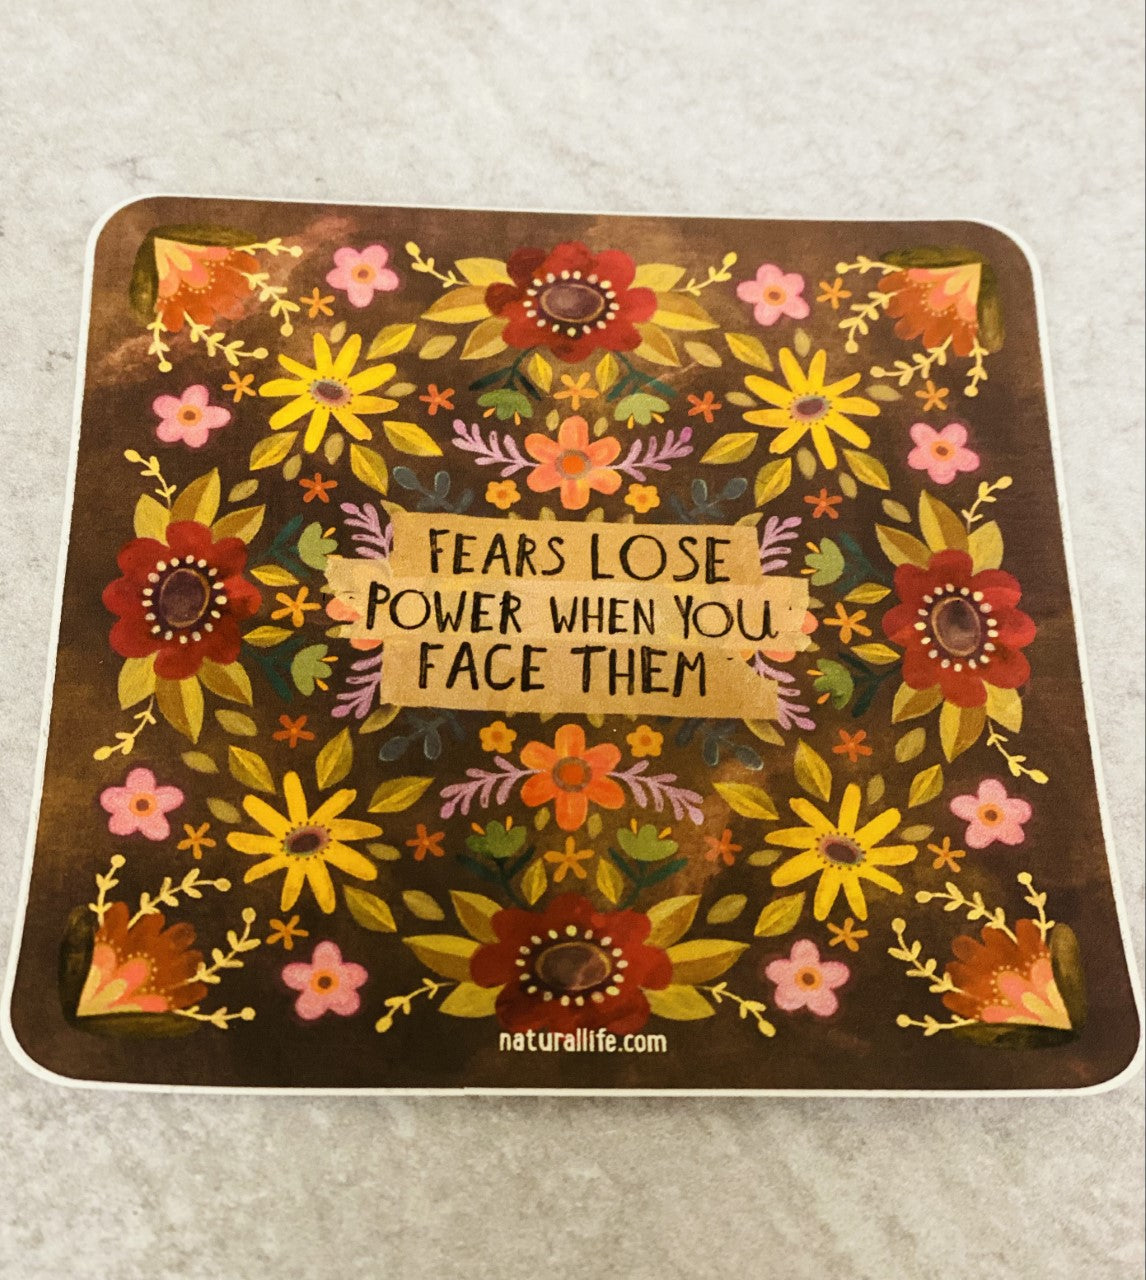 FEARS LOSE
POWER WHEN YOU
FACE THEM
naturallife.com